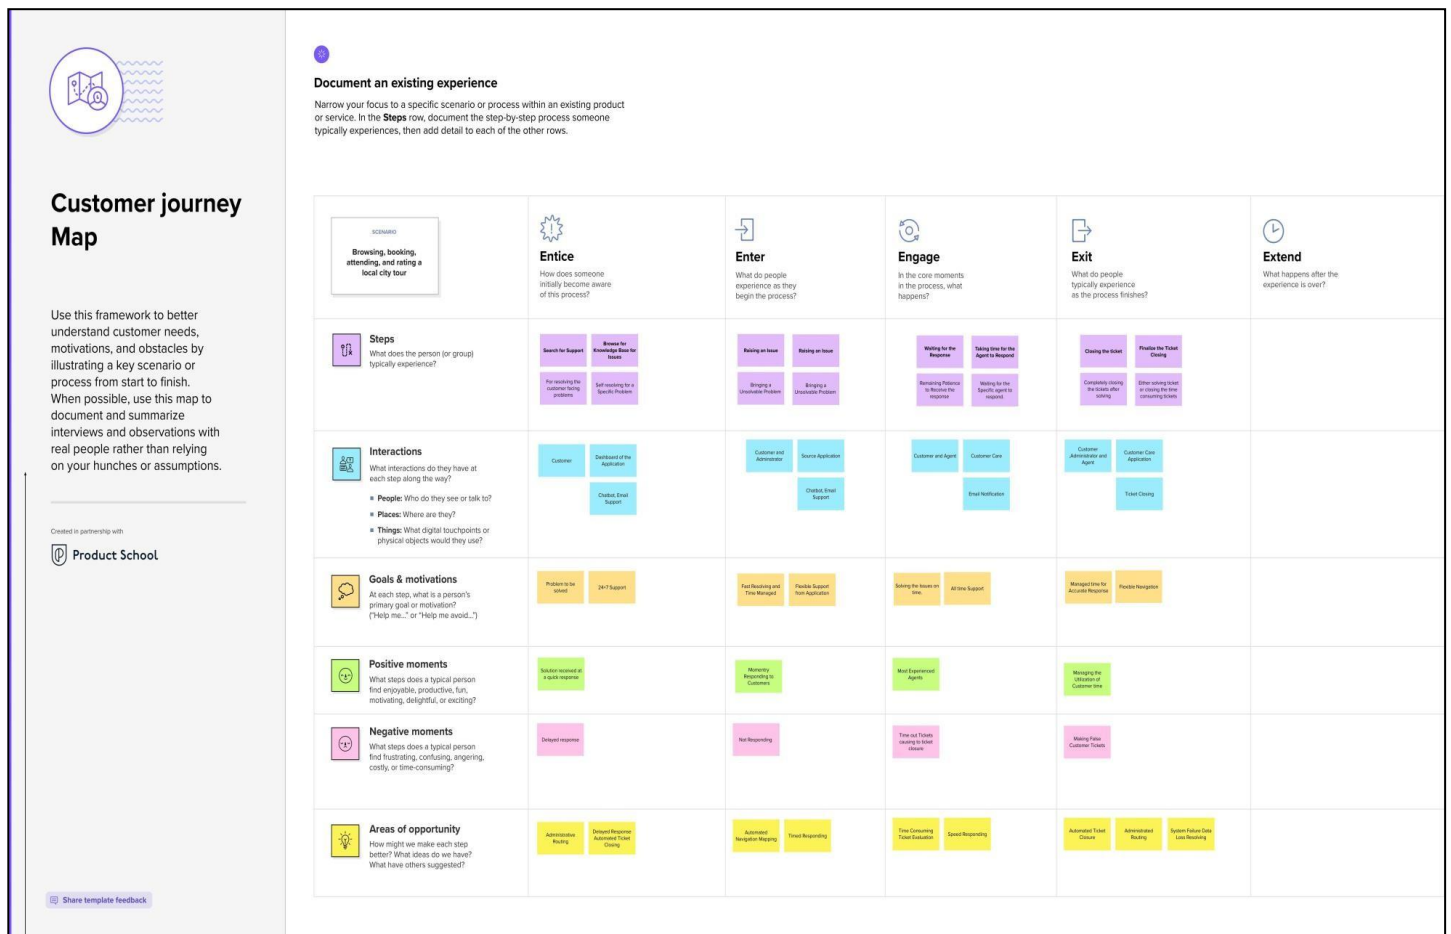 Customer journey
Map
Use this framework to better
understand customer needs,
motivations, and obstacles by
illustrating a key scenario or
process from start to finish.
When possible, use this map to
document and summarize
interviews and observations with
real people rather than relying
on your hunches or assumptions.
Created in partnership with
Product School
Share template feedback
Document an existing experience
Narrow your focus to a specific scenario or process within an existing product
or service. In the Steps row, document the step-by-step process someone
typically experiences, then add detail to each of the other rows.
SCENARIO
Browsing, booking,
attending, and rating a
local city tour
Entice
How does someone
initially become aware
of this process?
Enter
What do people
experience as they
begin the process?
Engage
In the core moments
in the process, what
happens?
Exit
What do people
typically experience
as the process finishes?
Extend
What happens after the
experience is over?
Steps
What does the person (or group)
typically experience?
Search for Support
Browse for
Knowledge Base for
Issues
For resolving the
customer facing
problems
Self resolving for a
Specific Problem
Raising an Issue
Raising an Issue
Bringing a
Unsolvable Problem
Bringing a
Unsolvable Problem
Waiting for the
Response
Taking time for the
Agent to Respond
Remaining Patience
to Receive the
response
Waiting for the
Specific agent to
respond
Closing the ticket
Finalize the Ticket
Closing
Completely closing
the tickets after
solving
Either solving ticket
or closing the time
consuming tickets
Interactions
What interactions do they have at
each step along the way?
People: Who do they see or talk to?
Places: Where are they?
Things: What digital touchpoints or
physical objects would they use?
Customer
Dashboard of the
Application
Chatbot, Email
Support
Customer and
Administrator
Source Application
Chatbot, Email
Support
Customer and Agent
Customer Care
Email Notification
Customer
Administrator and
Agent
Customer Care
Application
Ticket Closing
Goals & motivations
At each step, what is a person's
primary goal or motivation?
("Help me..." or "Help me avoid...")
Problem to be
solved
24×7 Support
Fast Resolving and
Time Managed
Flexible Support
from Application
Solving the Issues on
time.
All time Support
Managed time for
Accurate Response
Flexible Navigation
Positive moments
What steps does a typical person
find enjoyable, productive, fun,
motivating, delightful, or exciting?
Solution received at
a quick response
Momentry
Responding to
Customers
Most Experienced
Agents
Managing the
Utilization of
Customer time
Negative moments
What steps does a typical person
find frustrating, confusing, angering,
costly, or time-consuming?
Delayed response
Not Responding
Time out Tickets
causing to ticket
closure
Making False
Customer Tickets
Areas of opportunity
How might we make each step
better? What ideas do we have?
What have others suggested?
Administrative
Routing
Delayed Response
Automated Ticket
Closing
Automated
Navigation Mapping
Timed Responding
Time Consuming
Ticket Evaluation
Speed Responding
Automated Ticket
Closure
Administrated
Routing
System Failure Data
Loss Resolving